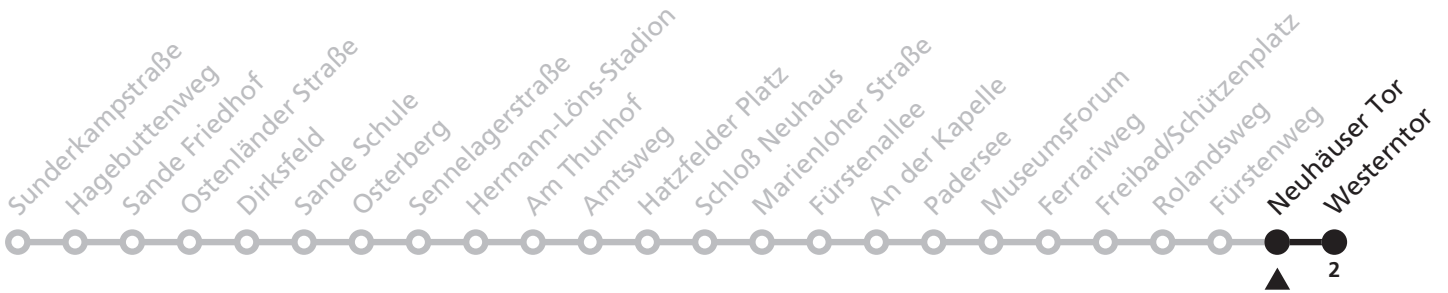 Sunderkampstraße
Hagebuttenweg
Sande Friedhof
Ostenländer Straße
Dirksfeld
Sande Schule
Osterberg
Sennelagerstraße
Hermann-Löns-Stadion
Am Thunhof
Amtsweg
Hatzfelder Platz
Schloß Neuhaus
Marienloher Straße
Fürstenallee
An der Kapelle
Padersee
MuseumsForum
Ferrariweg
Freibad/Schützenplatz
Rolandsweg
Fürstenweg
Neuhäuser Tor
Westerntor
2